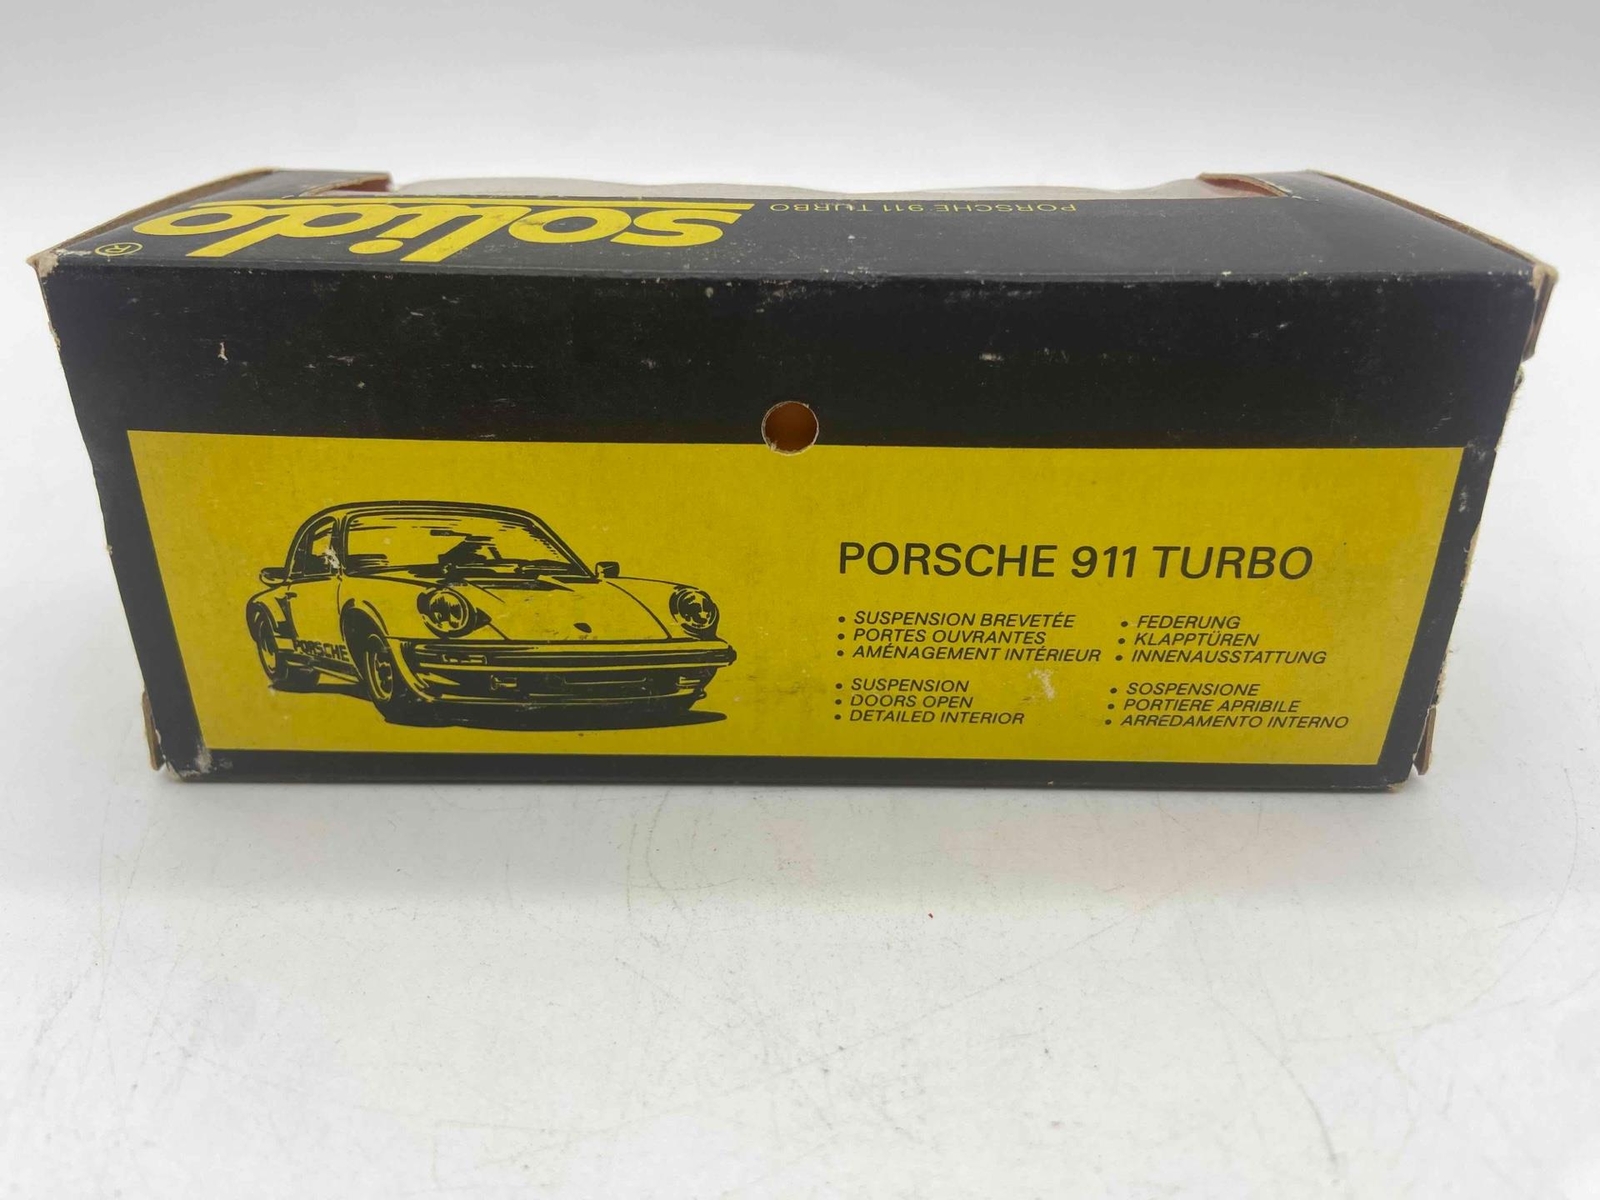 solido
®
PORSCHE 911 TURBO
PORSCHE
PORSCHE 911 TURBO
• SUSPENSION BREVETÉE
• PORTES OUVRANTES
• AMÉNAGEMENT INTÉRIEUR
• FEDERUNG
• KLAPPTÜREN
• INNENAUSSTATTUNG
• SUSPENSION
• DOORS OPEN
• DETAILED INTERIOR
• SOSPENSIONE
• PORTIERE APRIBILE
• ARREDAMENTO INTERNO